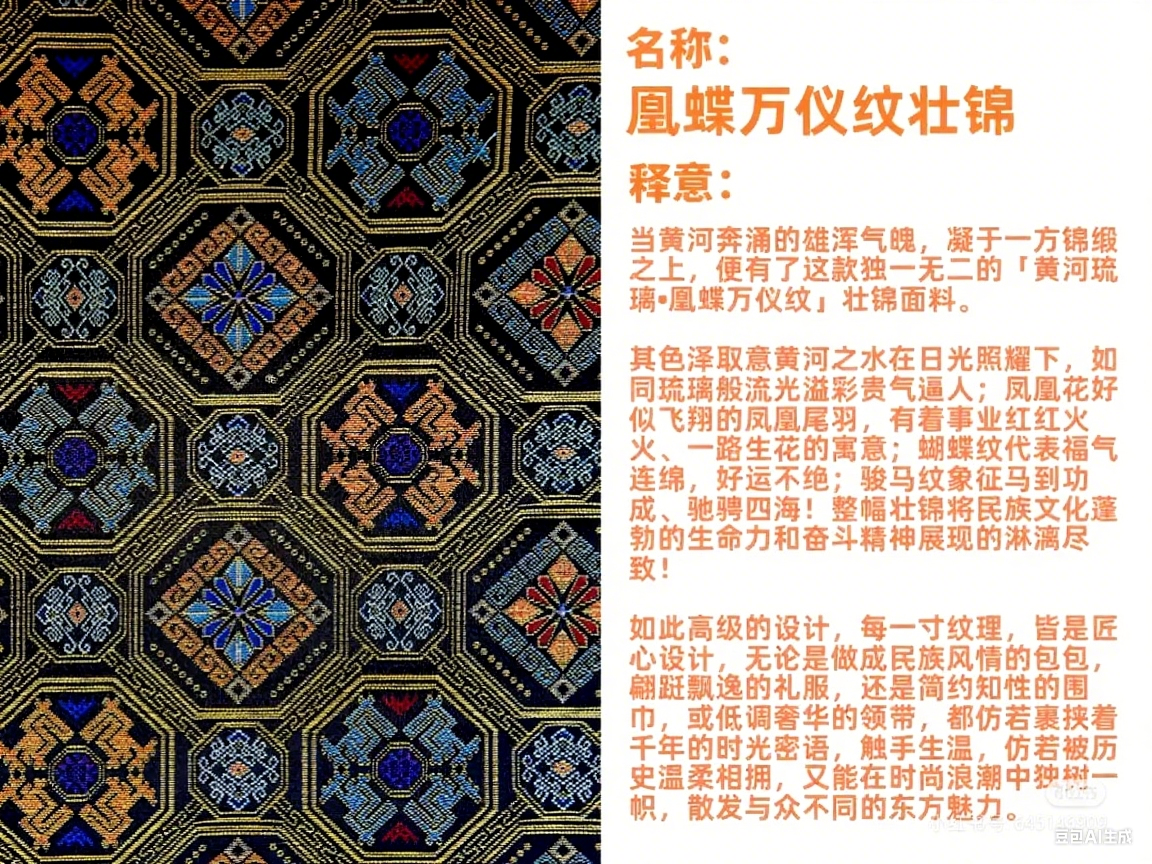 名称：
凰蝶万仪纹壮锦
释意：
当黄河奔涌的雄浑气魄，凝于一方锦缎
之上，便有了这款独一无二的「黄河琉
璃•凰蝶万仪纹」壮锦面料。
其色泽取意黄河之水在日光照耀下，如
同琉璃般流光溢彩贵气逼人；凤凰花好
似飞翔的凤凰尾羽，有着事业红红火
火、一路生花的寓意；蝴蝶纹代表福气
连绵，好运不绝；骏马纹象征马到功
成、驰骋四海！整幅壮锦将民族文化蓬
勃的生命力和奋斗精神展现的淋漓尽
致！
如此高级的设计，每一寸纹理，皆是匠
心设计，无论是做成民族风情的包包，
翩跹飘逸的礼服，还是简约知性的围
巾，或低调奢华的领带，都仿若裹挟着
千年的时光密语，触手生温，仿若被历
史温柔相拥，又能在时尚浪潮中独树一
帜，散发与众不同的东方魅力。
小红书号
豆包AI生成